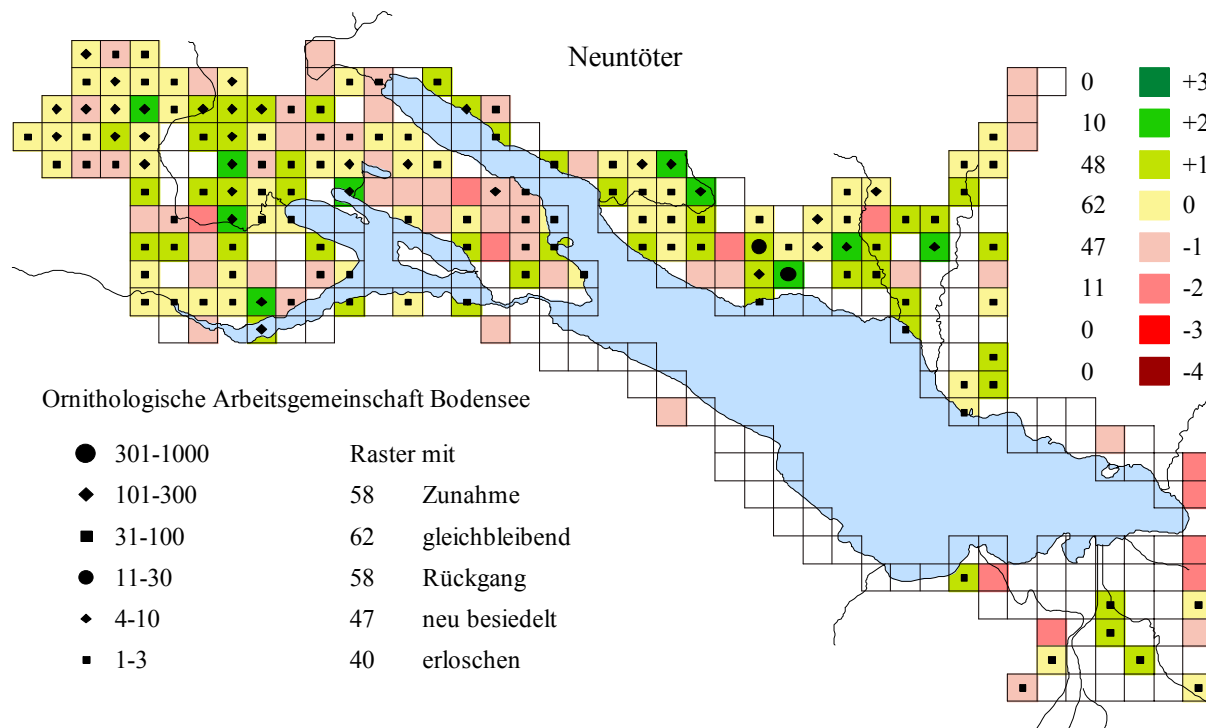 Neuntöter
0 +3
10 +2
48 +1
62 0
47 -1
11 -2
0 -3
0 -4
Ornithologische Arbeitsgemeinschaft Bodensee
301-1000 Raster mit
101-300 58 Zunahme
31-100 62 gleichbleibend
11-30 58 Rückgang
4-10 47 neu besiedelt
1-3 40 erloschen